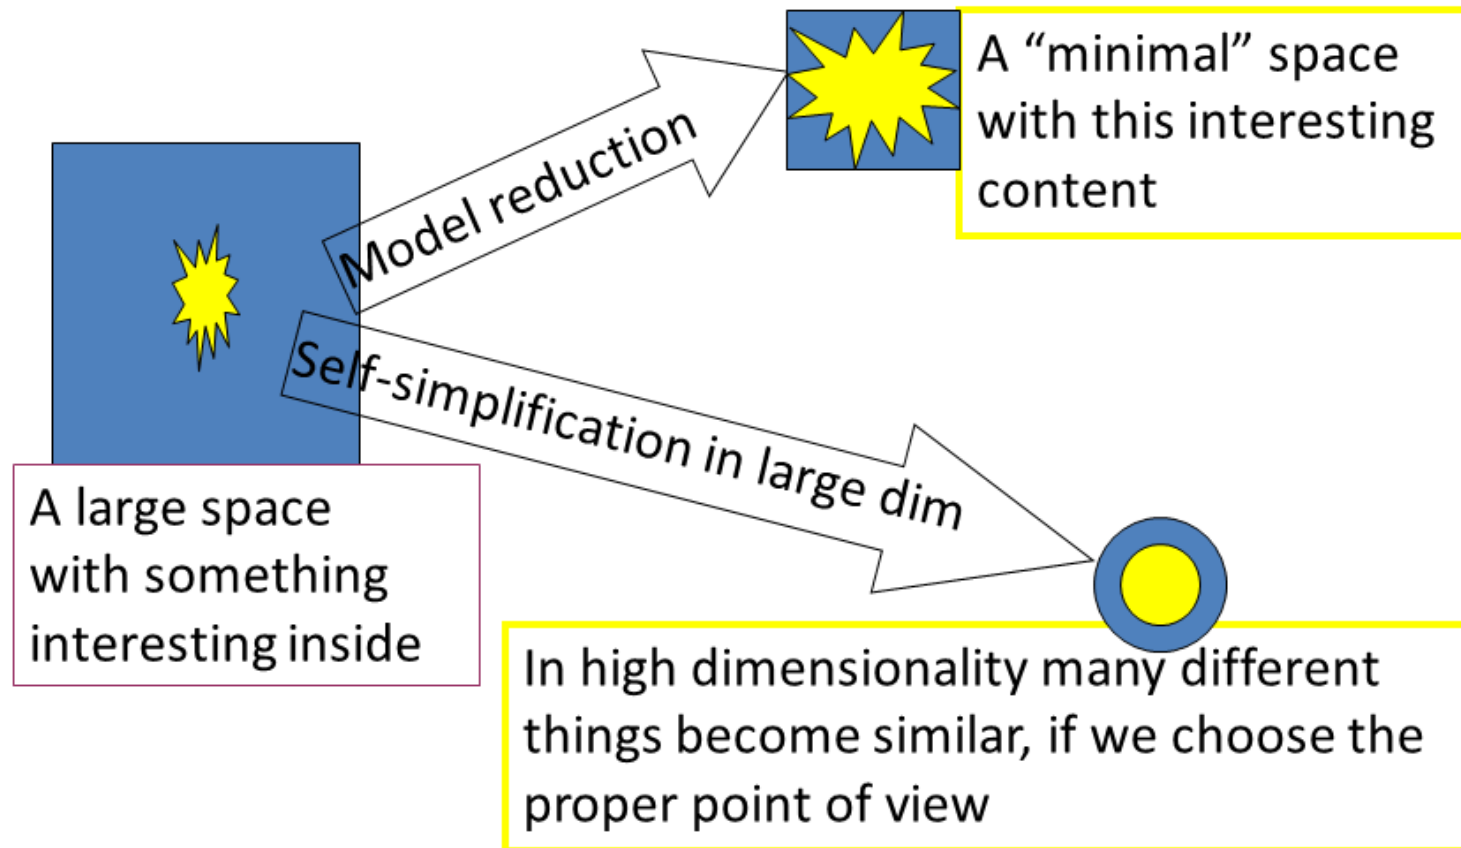 A “minimal” space
with this interesting
content
Model reduction
Self-simplification in large dim
A large space
with something
interesting inside
In high dimensionality many different
things become similar, if we choose the
proper point of view